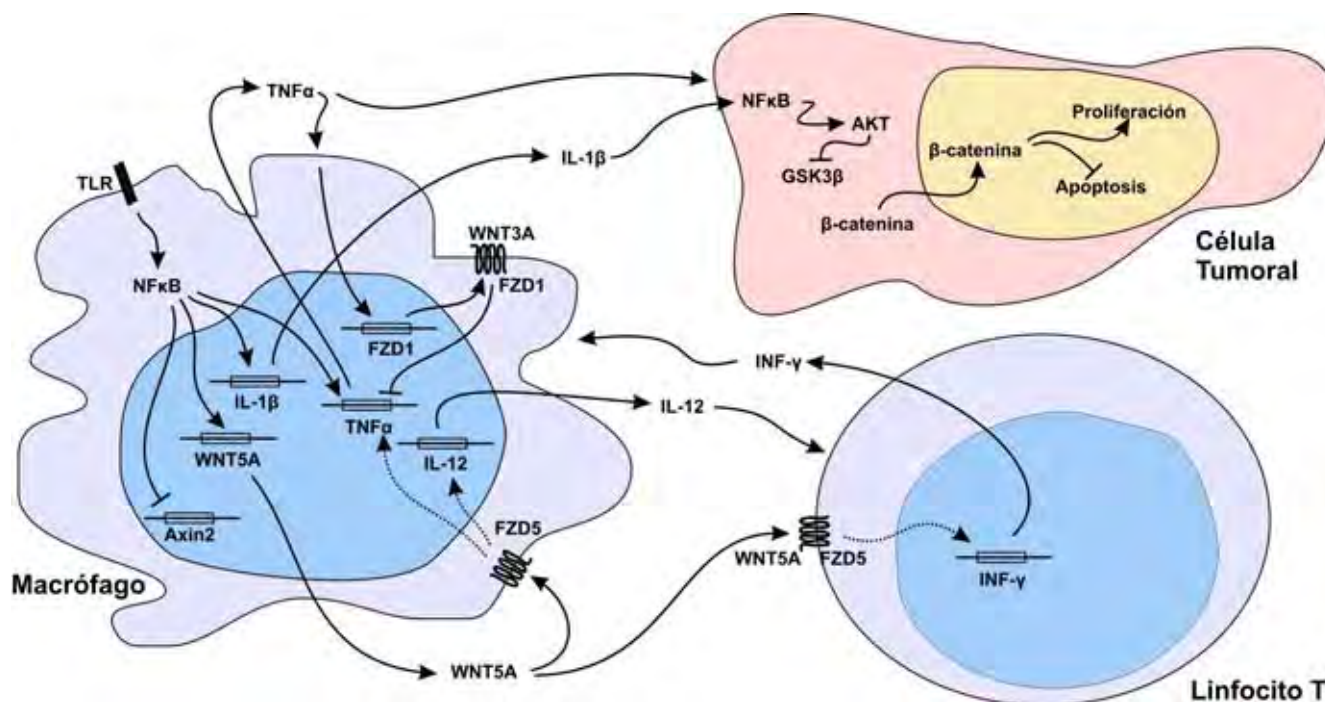 TNFα
TLR
NFκB
IL-1β
WNT3A
FZD1
FZD1
IL-1β
TNFα
WNT5A
IL-12
Axin2
FZD5
Macrófago
WNT5A
NFκB
AKT
GSK3β
β-catenina
β-catenina
Proliferación
Apoptosis
Célula
Tumoral
INF-γ
IL-12
WNT5A
FZD5
INF-γ
Linfocito T